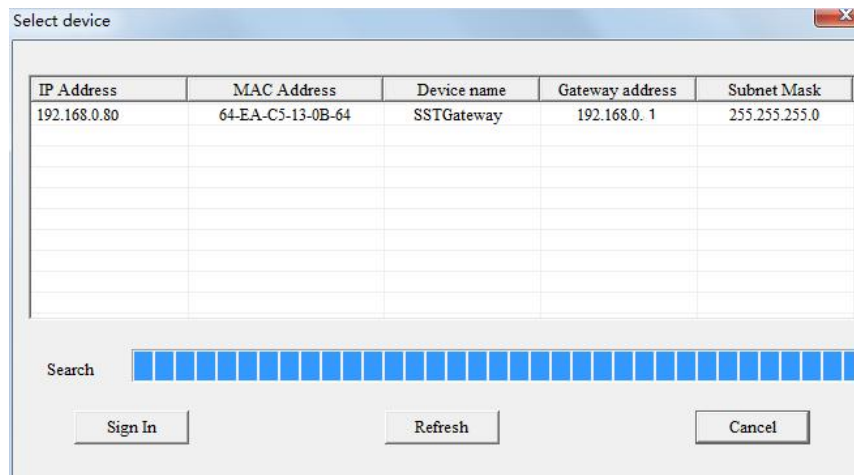 Select device
IP Address MAC Address Device name Gateway address Subnet Mask
192.168.0.80 64-EA-C5-13-0B-64 SSTGateway 192.168.0. 1 255.255.255.0
Search
Sign In Refresh Cancel